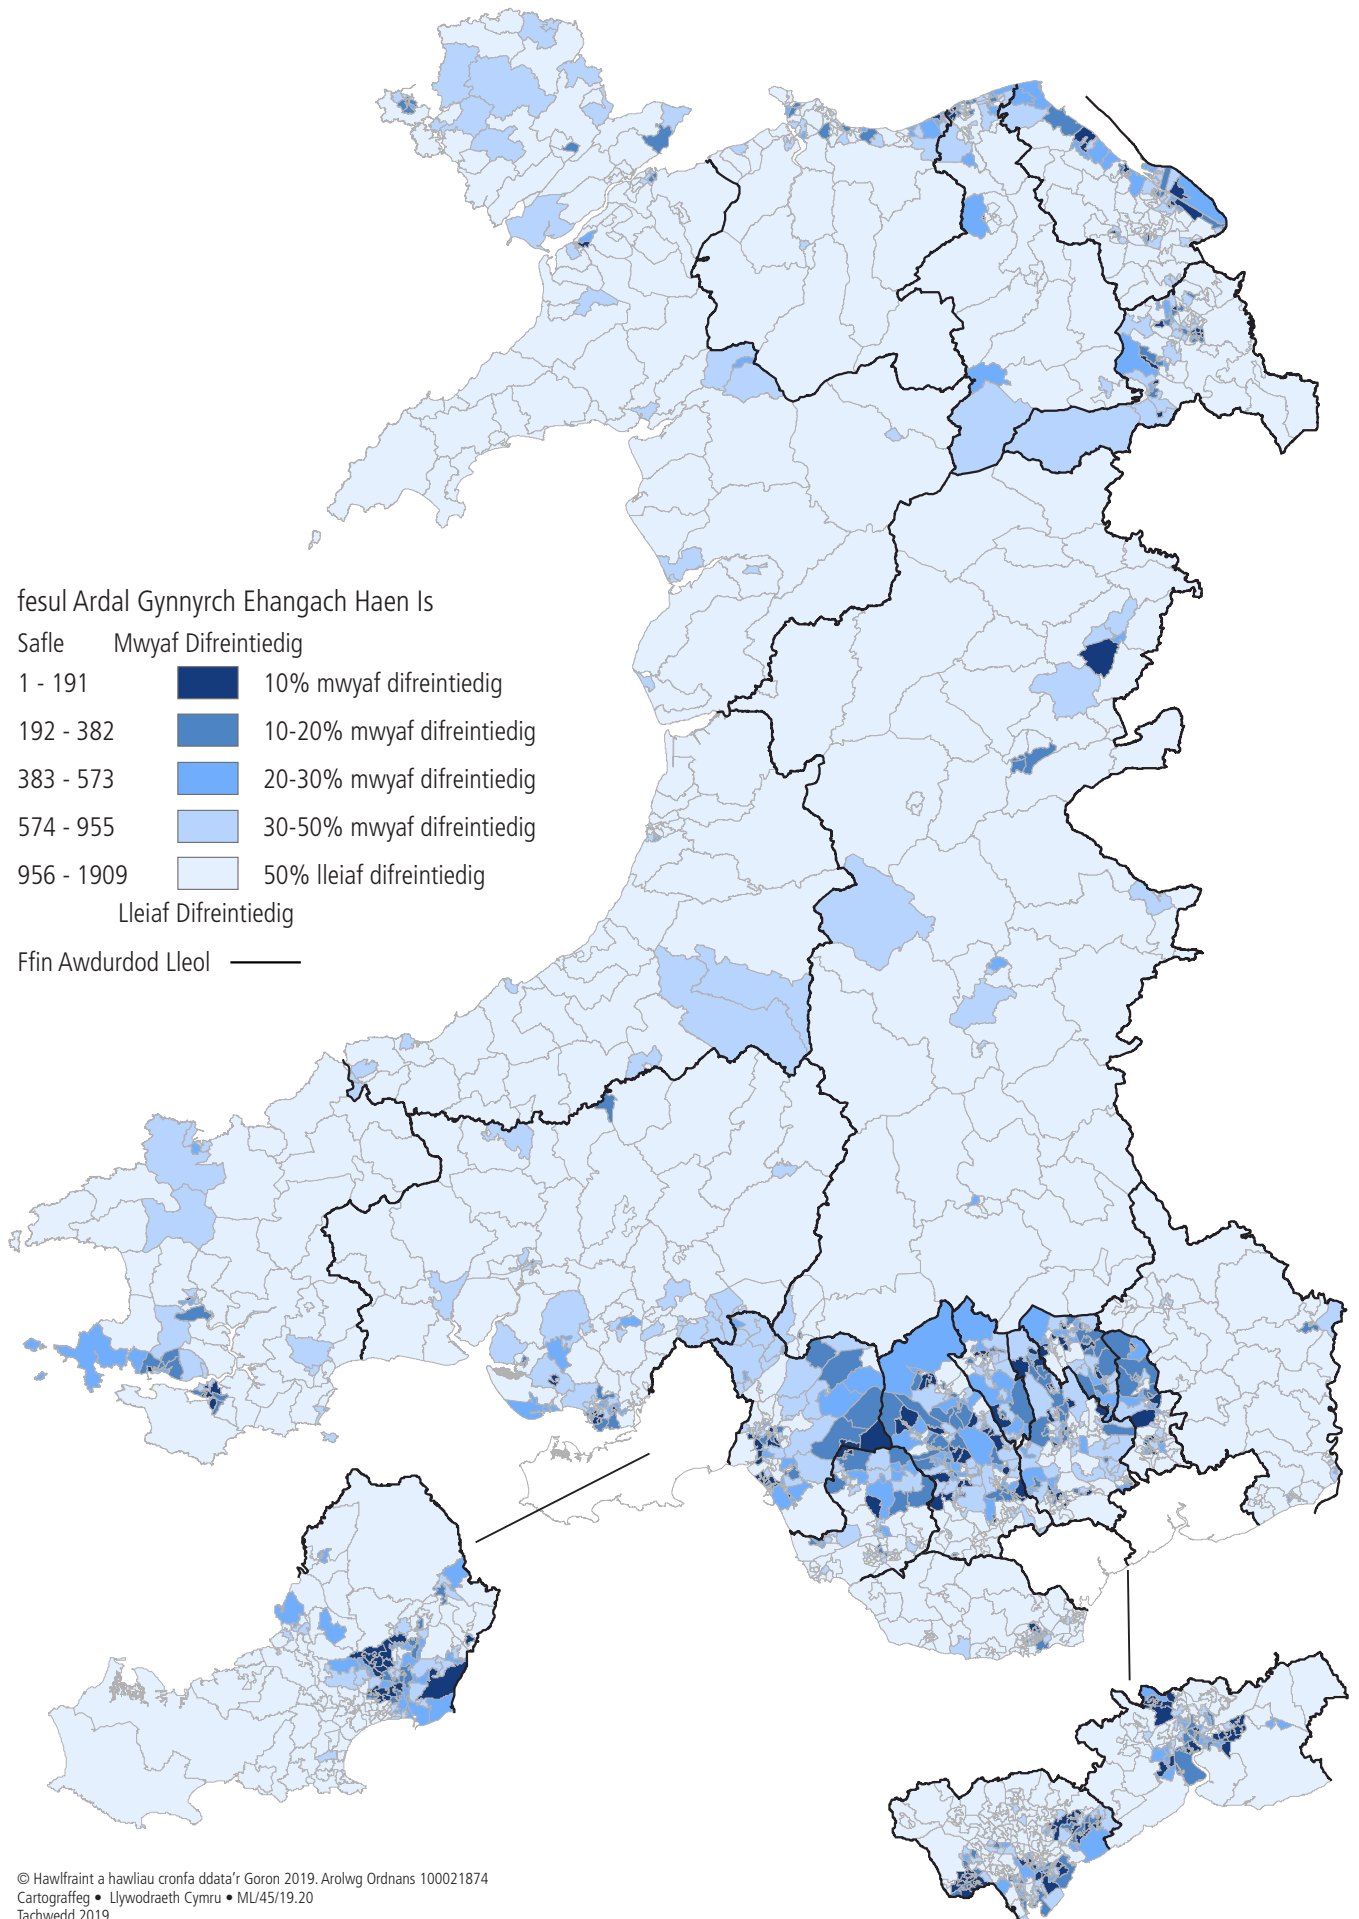 fesul Ardal Gynnyrch Ehangach Haen Is
Safle Mwyaf Difreintiedig
1 - 191 10% mwyaf difreintiedig
192 - 382 10-20% mwyaf difreintiedig
383 - 573 20-30% mwyaf difreintiedig
574 - 955 30-50% mwyaf difreintiedig
956 - 1909 50% lleiaf difreintiedig
Lleiaf Difreintiedig
Ffin Awdurdod Lleol
© Hawlfraint a hawliau cronfa ddata'r Goron 2019. Arolwg Ordnans 100021874
Cartograffeg • Llywodraeth Cymru • ML/45/19.20
Tachwedd 2019